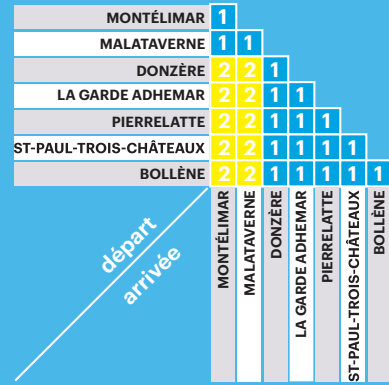 MONTÉLIMAR 1
MALATAVERNE 1 1
DONZÈRE 2 2 1
LA GARDE ADHEMAR 2 2 1 1
PIERRELATTE 2 2 1 1 1
ST-PAUL-TROIS-CHÂTEAUX 2 2 1 1 1 1
BOLLÈNE 2 2 1 1 1 1 1
départ
arrivée
MONTÉLIMAR
MALATAVERNE
DONZÈRE
LA GARDE ADHEMAR
PIERRELATTE
ST-PAUL-TROIS-CHÂTEAUX
BOLLÈNE